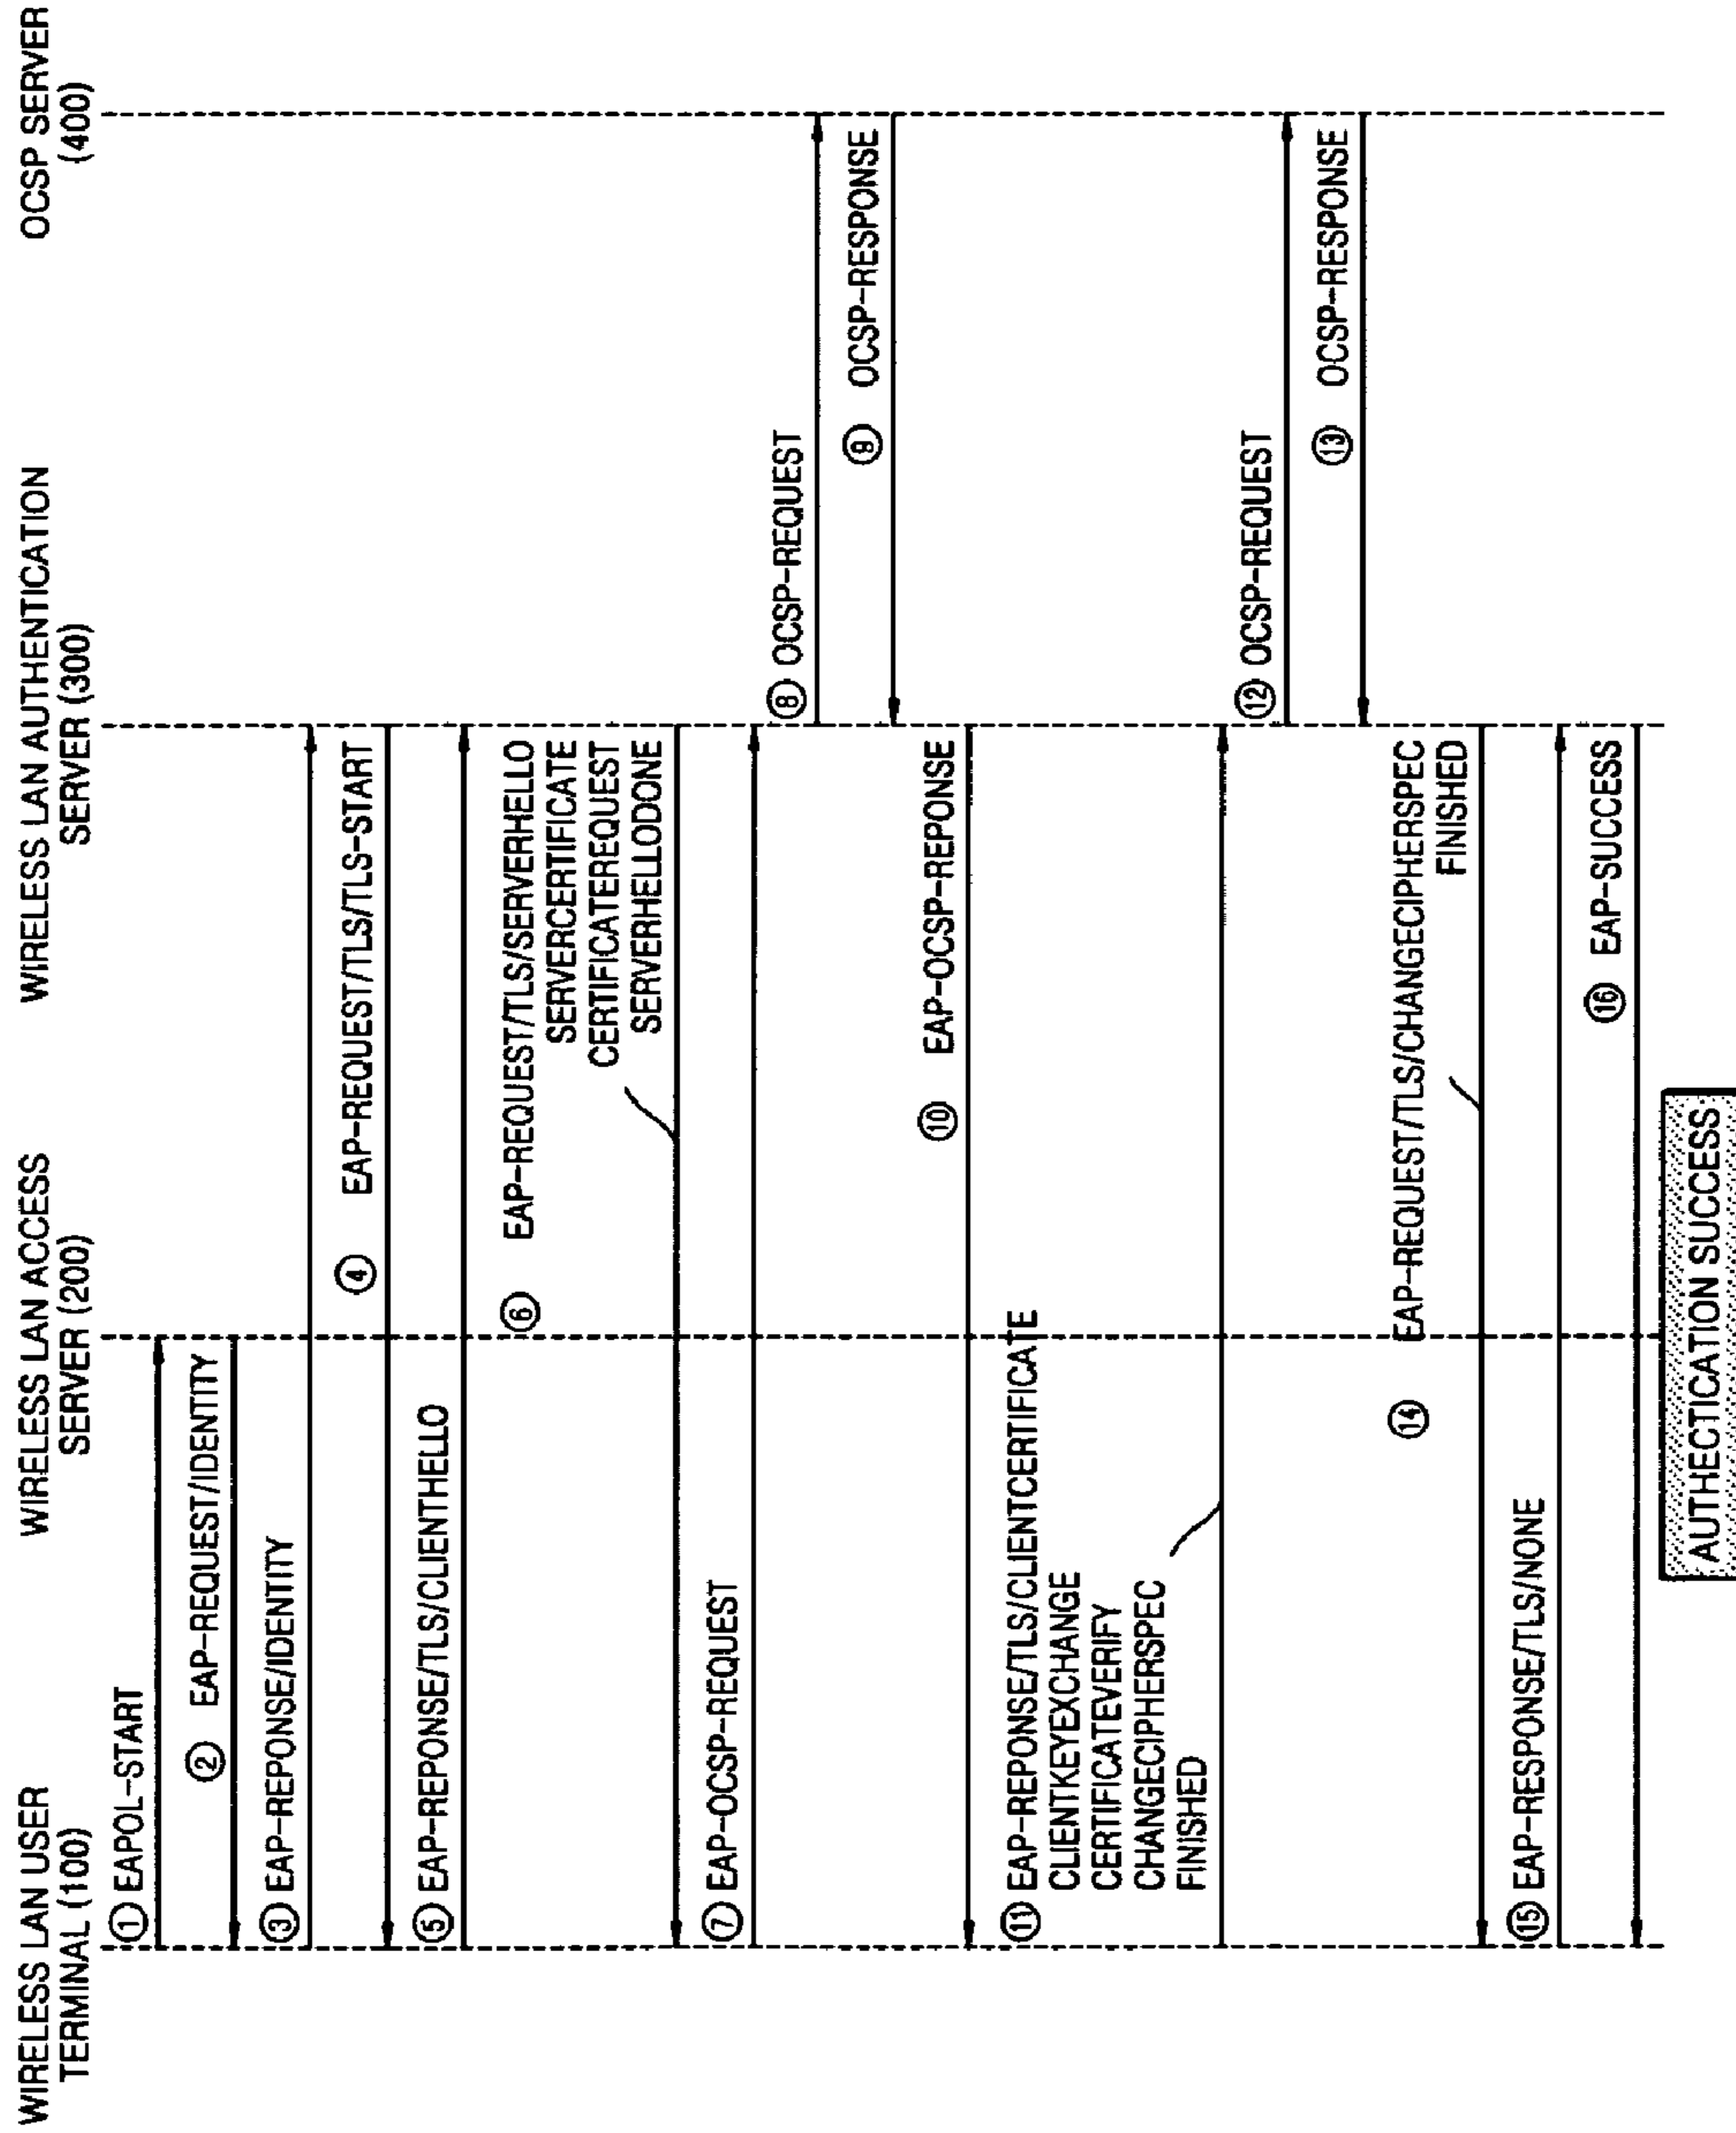 WIRELESS LAN USER
TERMINAL (100)
WIRELESS LAN ACCESS
SERVER (200)
WIRELESS LAN AUTHENTICATION
SERVER (300)
OCSP SERVER
(400)
① EAPOL-START
② EAP-REQUEST/IDENTITY
③ EAP-REPONSE/IDENTITY
④ EAP-REQUEST/TLS/TLS-START
⑤ EAP-REPONSE/TLS/CLIENTHELLO
⑥ EAP-REQUEST/TLS/SERVERHELLO
SERVERCERTIFICATE
CERTIFICATEREQUEST
SERVERHELLODONE
⑦ EAP-OCSP-REQUEST
⑧ OCSP-REQUEST
⑨ OCSP-RESPONSE
⑩ EAP-OCSP-REPONSE
⑪ EAP-REPONSE/TLS/CLIENTCERTIFICATE
CLIENTKEYEXCHANGE
CERTIFICATEVERIFY
CHANGECIPHERSPEC
FINISHED
⑫ OCSP-REQUEST
⑬ OCSP-RESPONSE
⑭ EAP-REQUEST/TLS/CHANGECIPHERSPEC
FINISHED
⑮ EAP-RESPONSE/TLS/NONE
⑯ EAP-SUCCESS
AUTHECTICATION SUCCESS